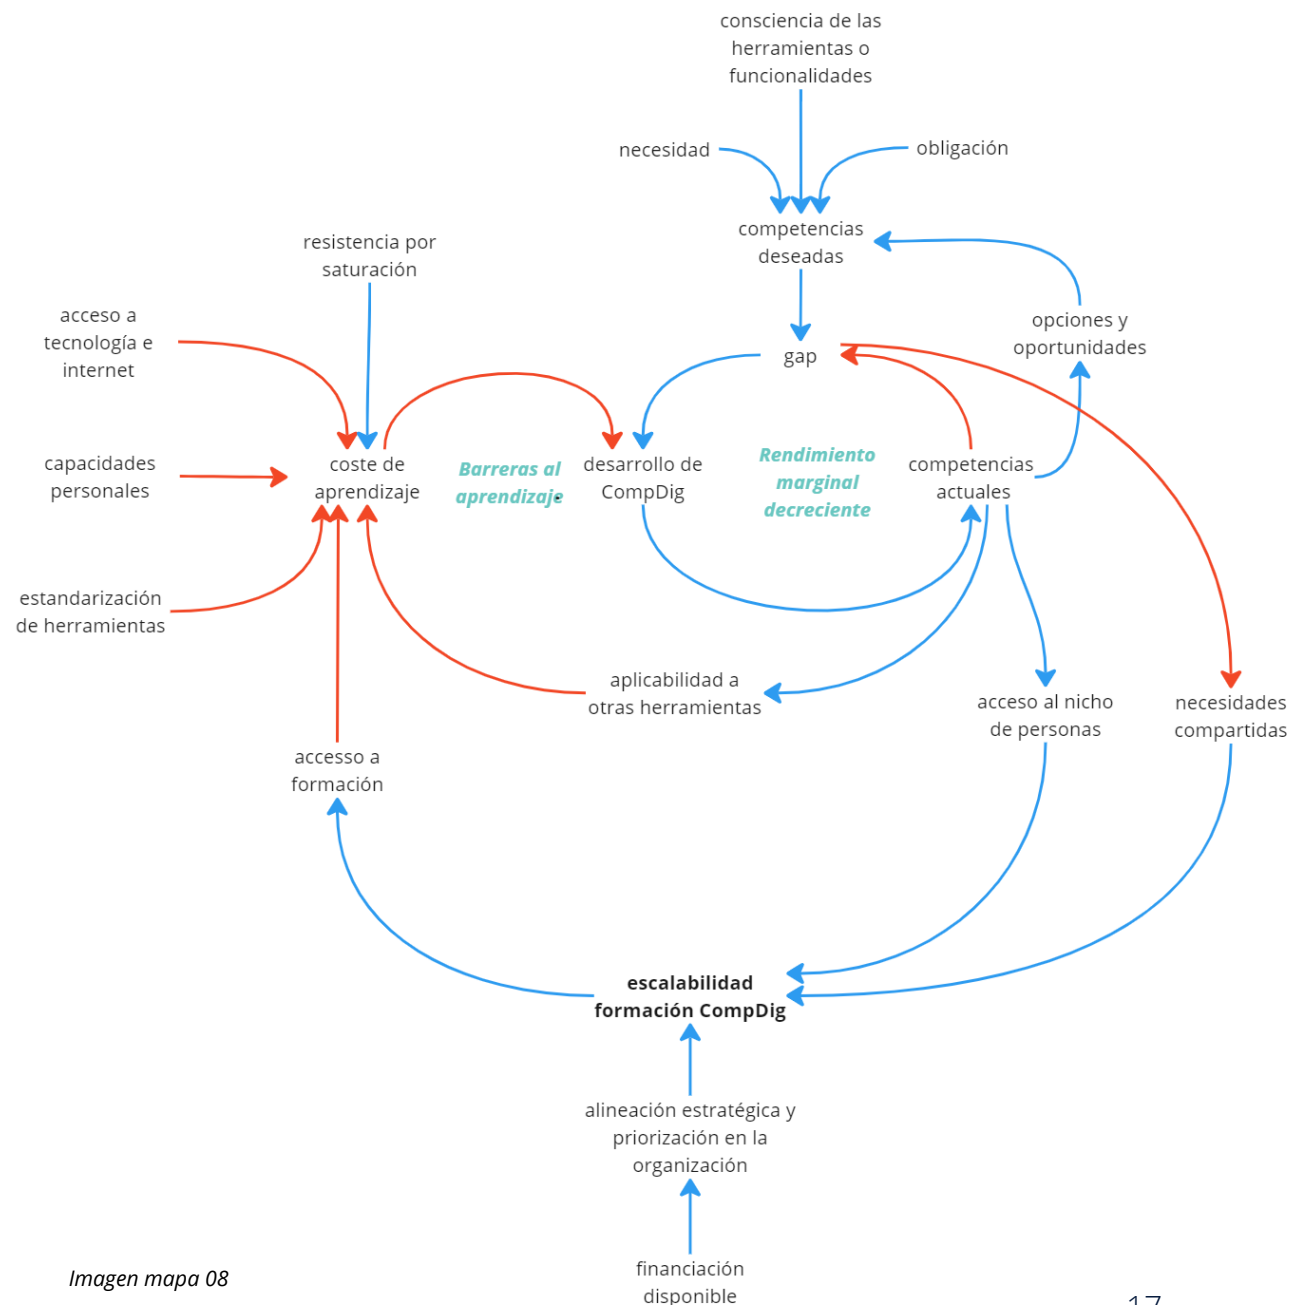 consciencia de las
herramientas o
funcionalidades
necesidad
obligación
competencias
deseadas
resistencia por
saturación
acceso a
tecnología e
internet
opciones y
oportunidades
gap
capacidades
personales
coste de
aprendizaje
Barreras al
aprendizaje
desarrollo de
CompDig
Rendimiento
marginal
decreciente
competencias
actuales
estandarización
de herramientas
aplicabilidad a
otras herramientas
acceso al nicho
de personas
necesidades
compartidas
accesso a
formación
escalabilidad
formación CompDig
alineación estratégica y
priorización en la
organización
financiación
disponible
Imagen mapa 08
17